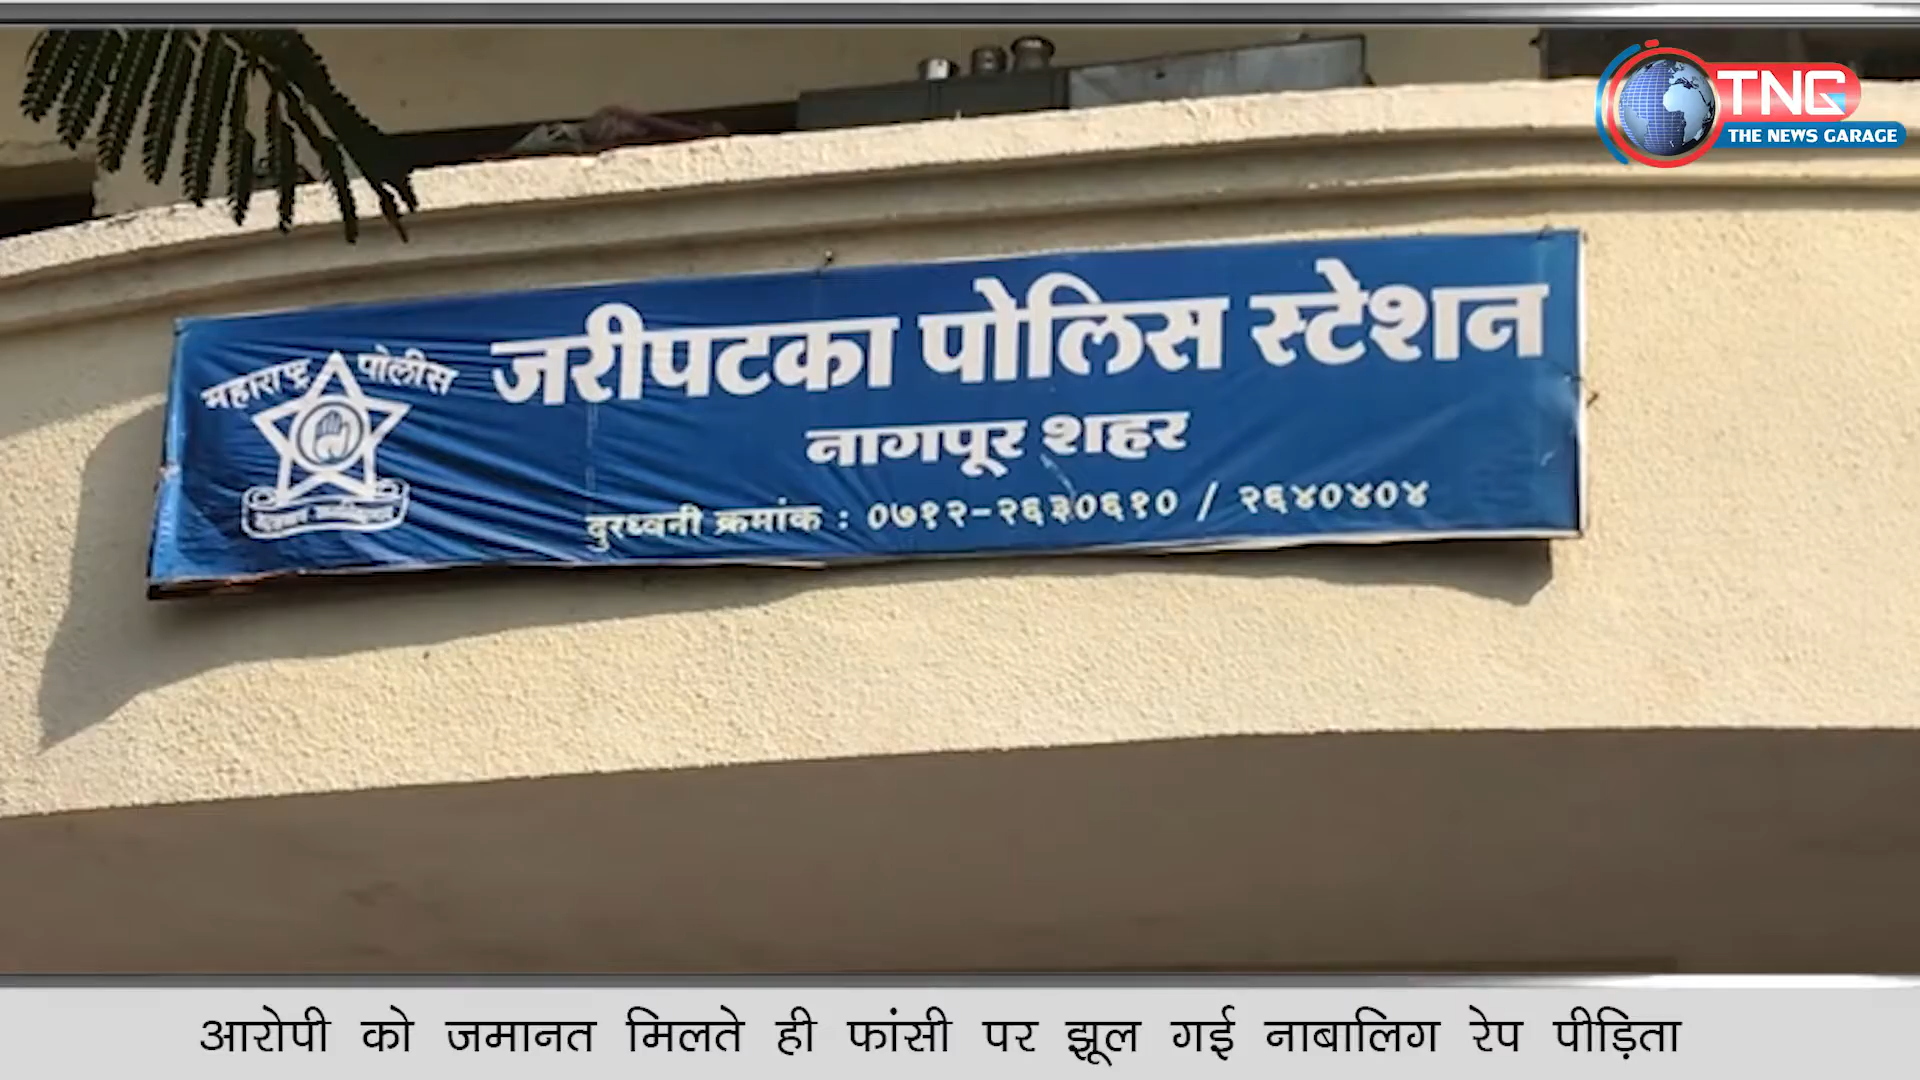 TNG
THE NEWS GARAGE
महाराष्ट्र पोलीस
जरीपटका पोलिस स्टेशन
नागपूर शहर
दुरध्वनी क्रमांक : ०७१२-२६३०६१० / २६४०४०४
आरोपी को जमानत मिलते ही फांसी पर झूल गई नाबालिग रेप पीड़िता